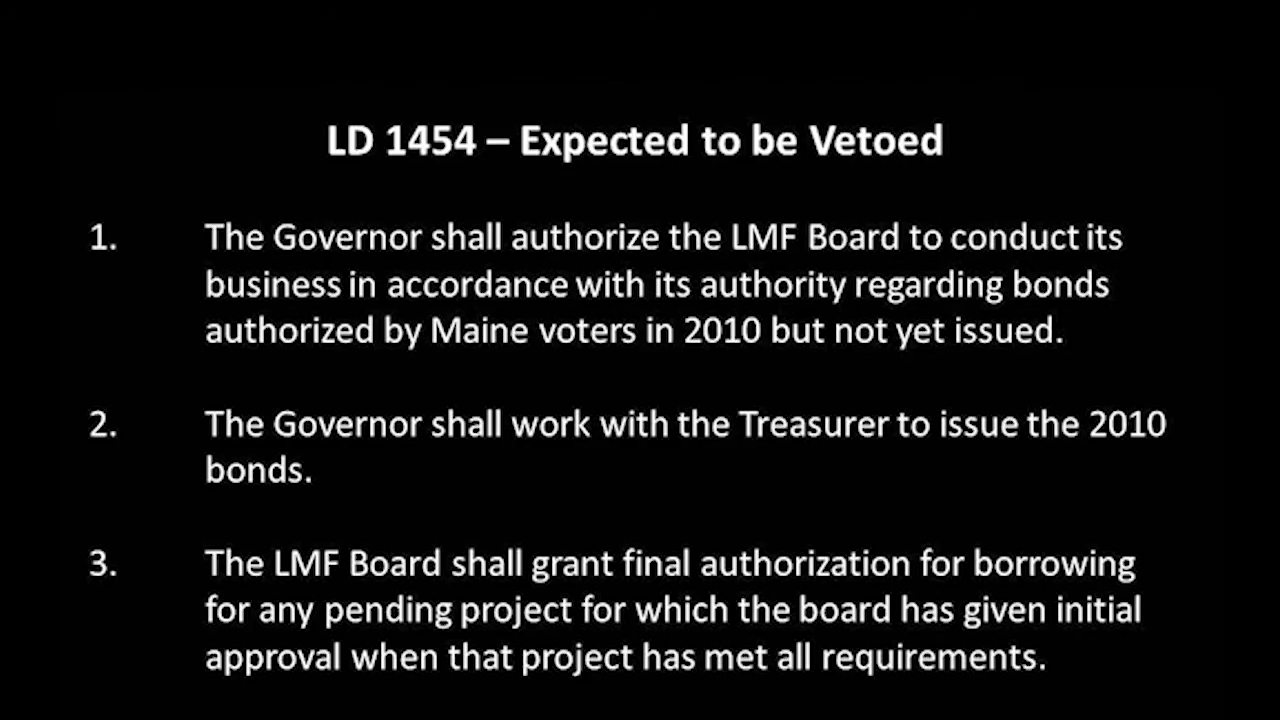 LD 1454 – Expected to be Vetoed
1. The Governor shall authorize the LMF Board to conduct its
business in accordance with its authority regarding bonds
authorized by Maine voters in 2010 but not yet issued.
2. The Governor shall work with the Treasurer to issue the 2010
bonds.
3. The LMF Board shall grant final authorization for borrowing
for any pending project for which the board has given initial
approval when that project has met all requirements.